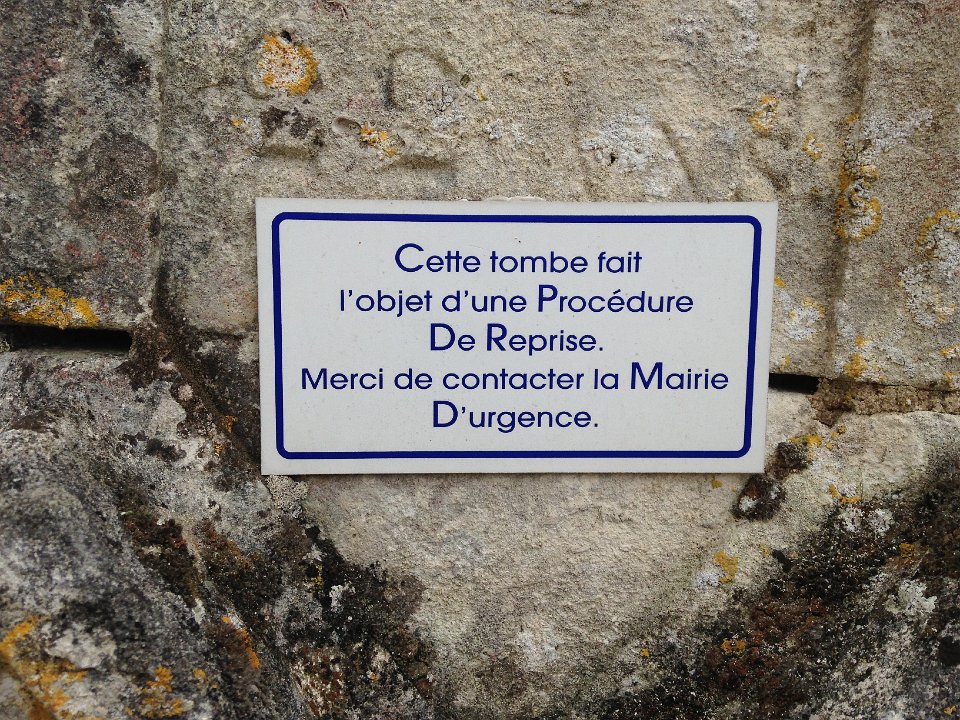 Cette tombe fait
l'objet d'une Procédure
De Reprise.
Merci de contacter la Mairie
D'urgence.